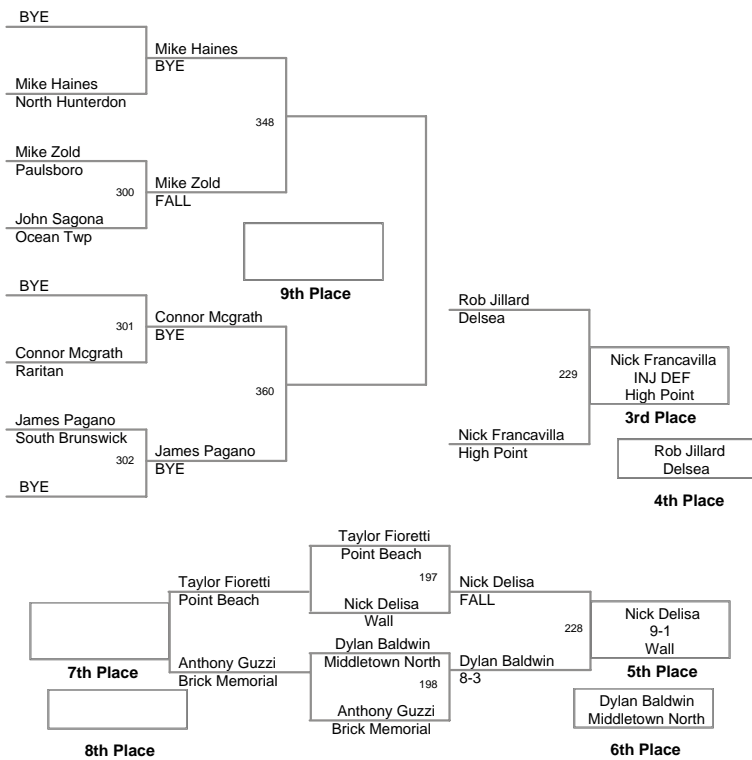 BYE
Mike Haines
BYE
Mike Haines
North Hunterdon
348
Mike Zold
Paulsboro
300
Mike Zold
FALL
John Sagona
Ocean Twp
9th Place
BYE
301
Connor Mcgrath
BYE
Connor Mcgrath
Raritan
360
James Pagano
South Brunswick
302
James Pagano
BYE
BYE
Rob Jillard
Delsea
229
Nick Francavilla
INJ DEF
High Point
3rd Place
Nick Francavilla
High Point
Rob Jillard
Delsea
4th Place
Taylor Fioretti
Point Beach
197
Taylor Fioretti
Point Beach
Nick Delisa
FALL
Nick Delisa
Wall
228
Nick Delisa
9-1
Wall
5th Place
7th Place
Anthony Guzzi
Brick Memorial
Dylan Baldwin
Middletown North
198
Dylan Baldwin
8-3
Anthony Guzzi
Brick Memorial
Dylan Baldwin
Middletown North
8th Place
6th Place